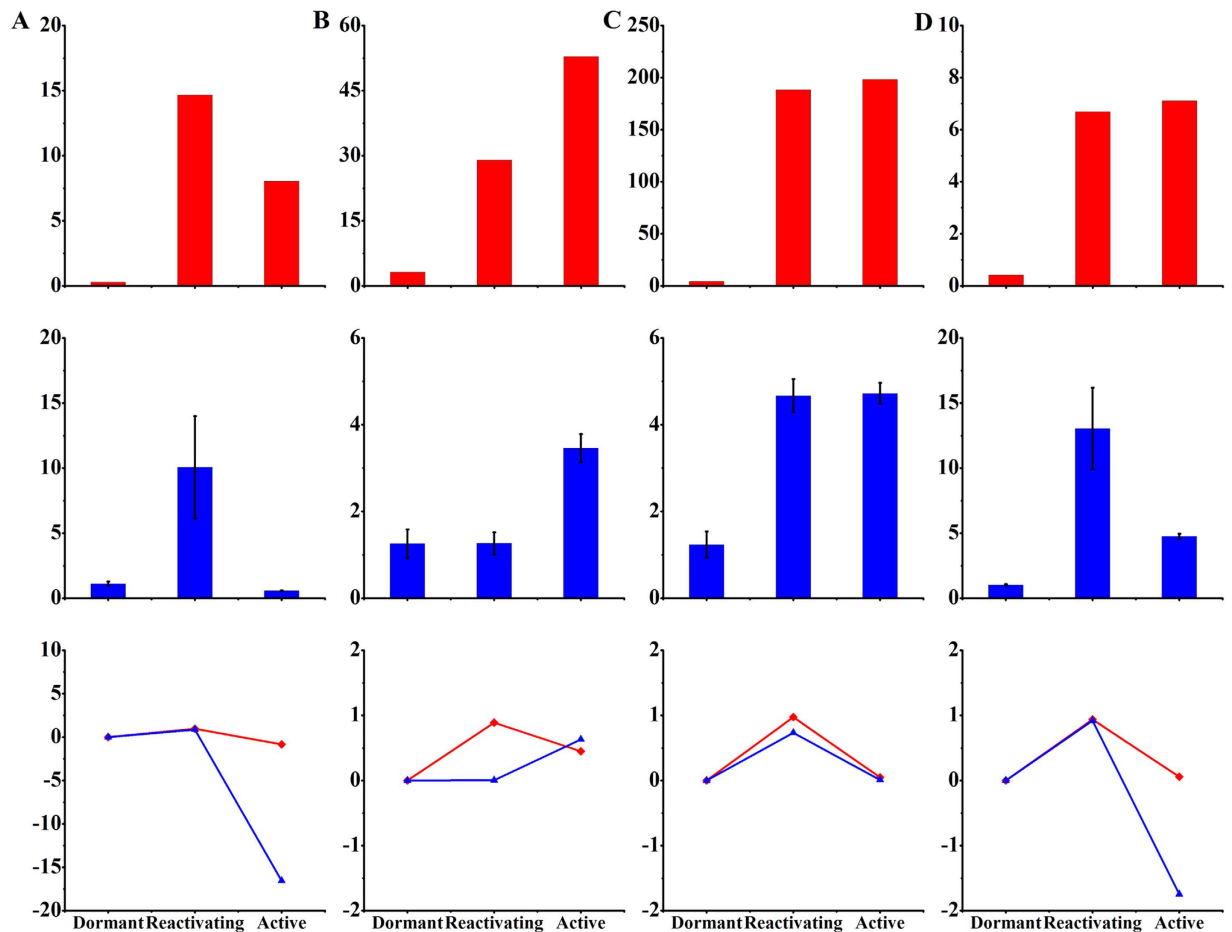 A B C D
20 60 250 10
15 45 200 8
10 30 150 6
5 15 100 4
50 2
0 0 0 0
20 6 6 20
15 4 4 15
10 2 2 10
5 5
0 0 0 0
10 2 2 2
5 1 1 1
0 0 0 0
-5 -1 -1 -1
-10 -2 -2 -2
-15
-20
Dormant Reactivating Active Dormant Reactivating Active Dormant Reactivating Active Dormant Reactivating Active